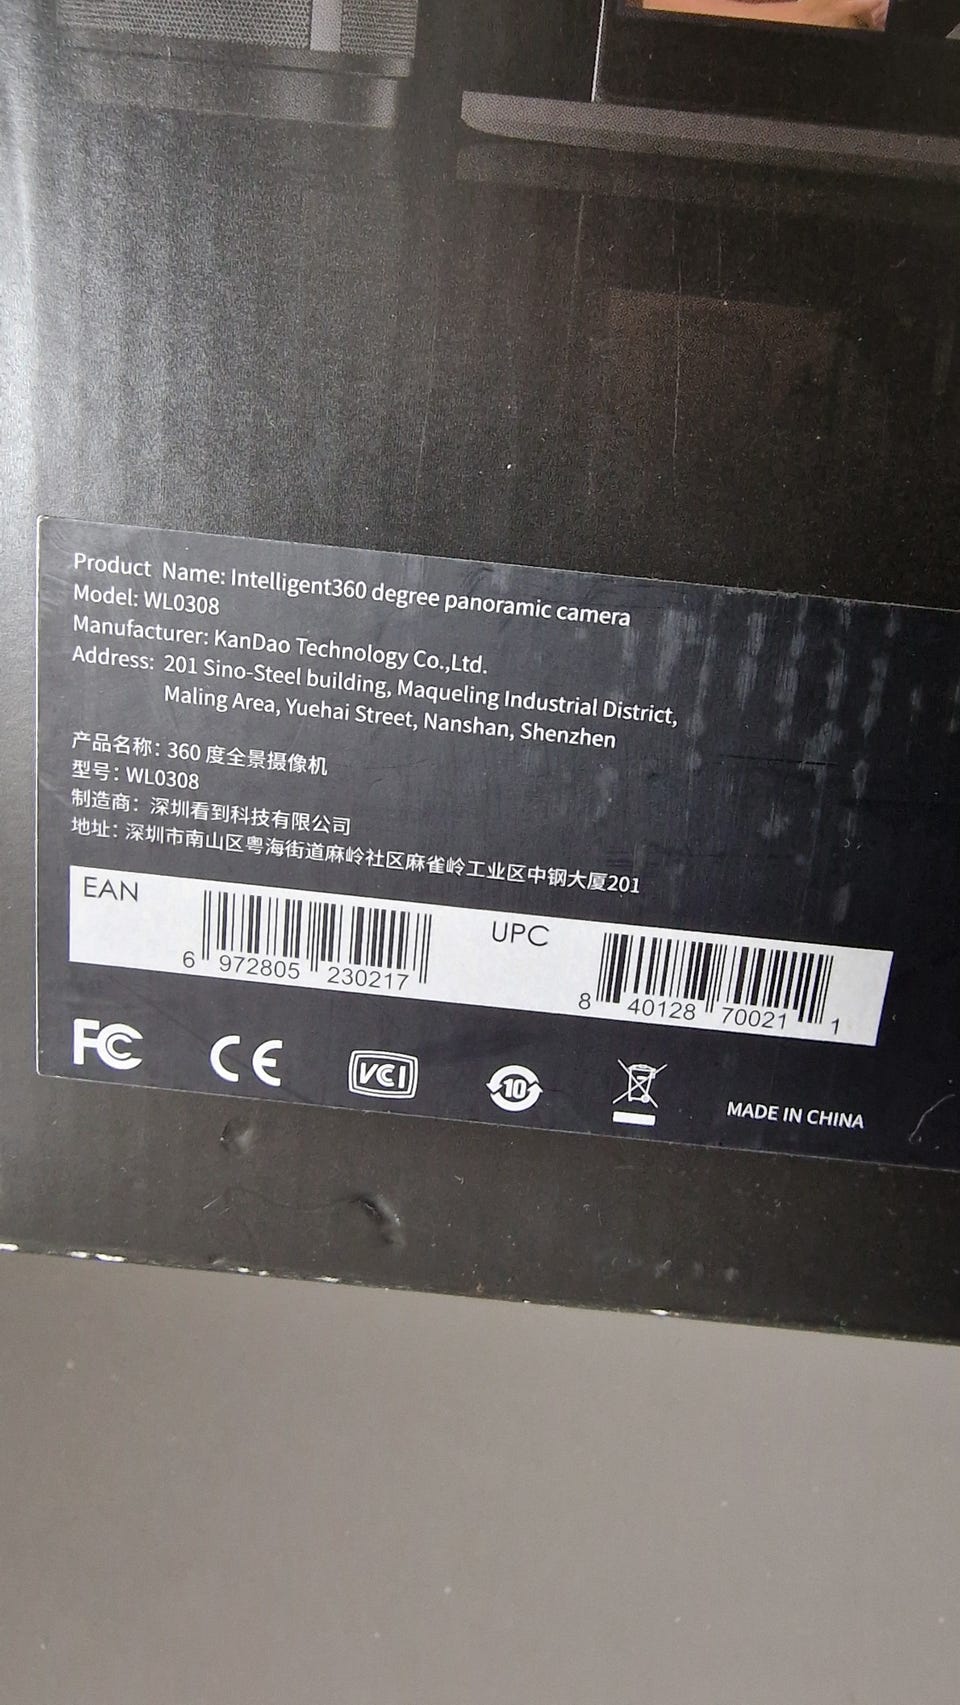 Product Name: Intelligent360 degree panoramic camera
Model: WL0308
Manufacturer: KanDao Technology Co.,Ltd.
Address: 201 Sino-Steel building, Maqueling Industrial District,
Maling Area, Yuehai Street, Nanshan, Shenzhen
产品名称：360 度全景摄像机
型号：WL0308
制造商：深圳看到科技有限公司
地址：深圳市南山区粤海街道麻岭社区麻雀岭工业区中钢大厦201
EAN
6 972805 230217
UPC
8 40128 70021 1
FC CE VCI 10 MADE IN CHINA